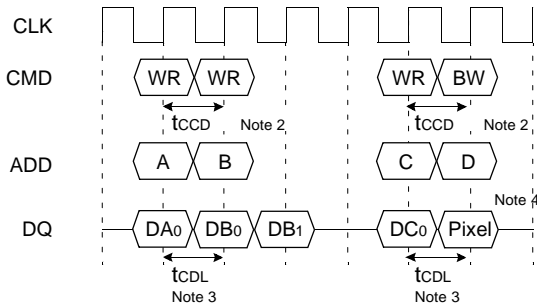 CLK
CMD WR WR WR BW
tCCD Note 2 tCCD Note 2
ADD A B C D
Note 4
DQ DA0 DB0 DB1 DC0 Pixel
tCDL tCDL
Note 3 Note 3